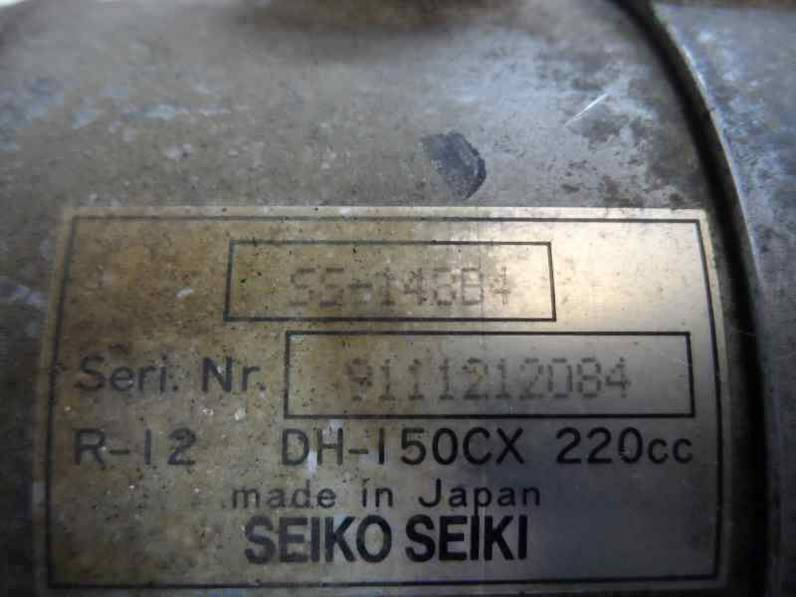 SS-148B4
Seri. Nr. 9111212084
R-12 DH-150CX 220cc
made in Japan
SEIKO SEIKI